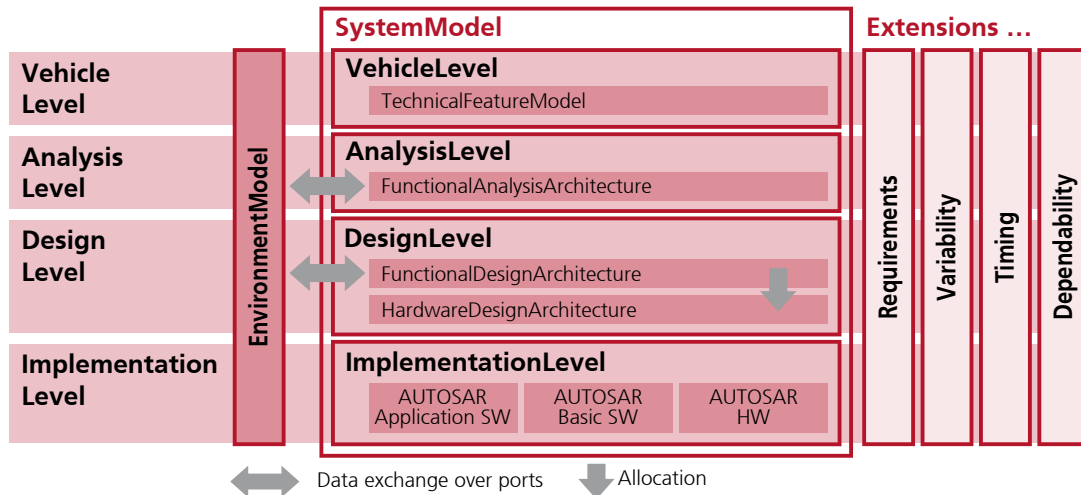 SystemModel
Extensions ...
Vehicle
Level
VehicleLevel
TechnicalFeatureModel
Analysis
Level
AnalysisLevel
FunctionalAnalysisArchitecture
Design
Level
DesignLevel
FunctionalDesignArchitecture
HardwareDesignArchitecture
Implementation
Level
ImplementationLevel
AUTOSAR
Application SW
AUTOSAR
Basic SW
AUTOSAR
HW
EnvironmentModel
Requirements
Variability
Timing
Dependability
Data exchange over ports
Allocation